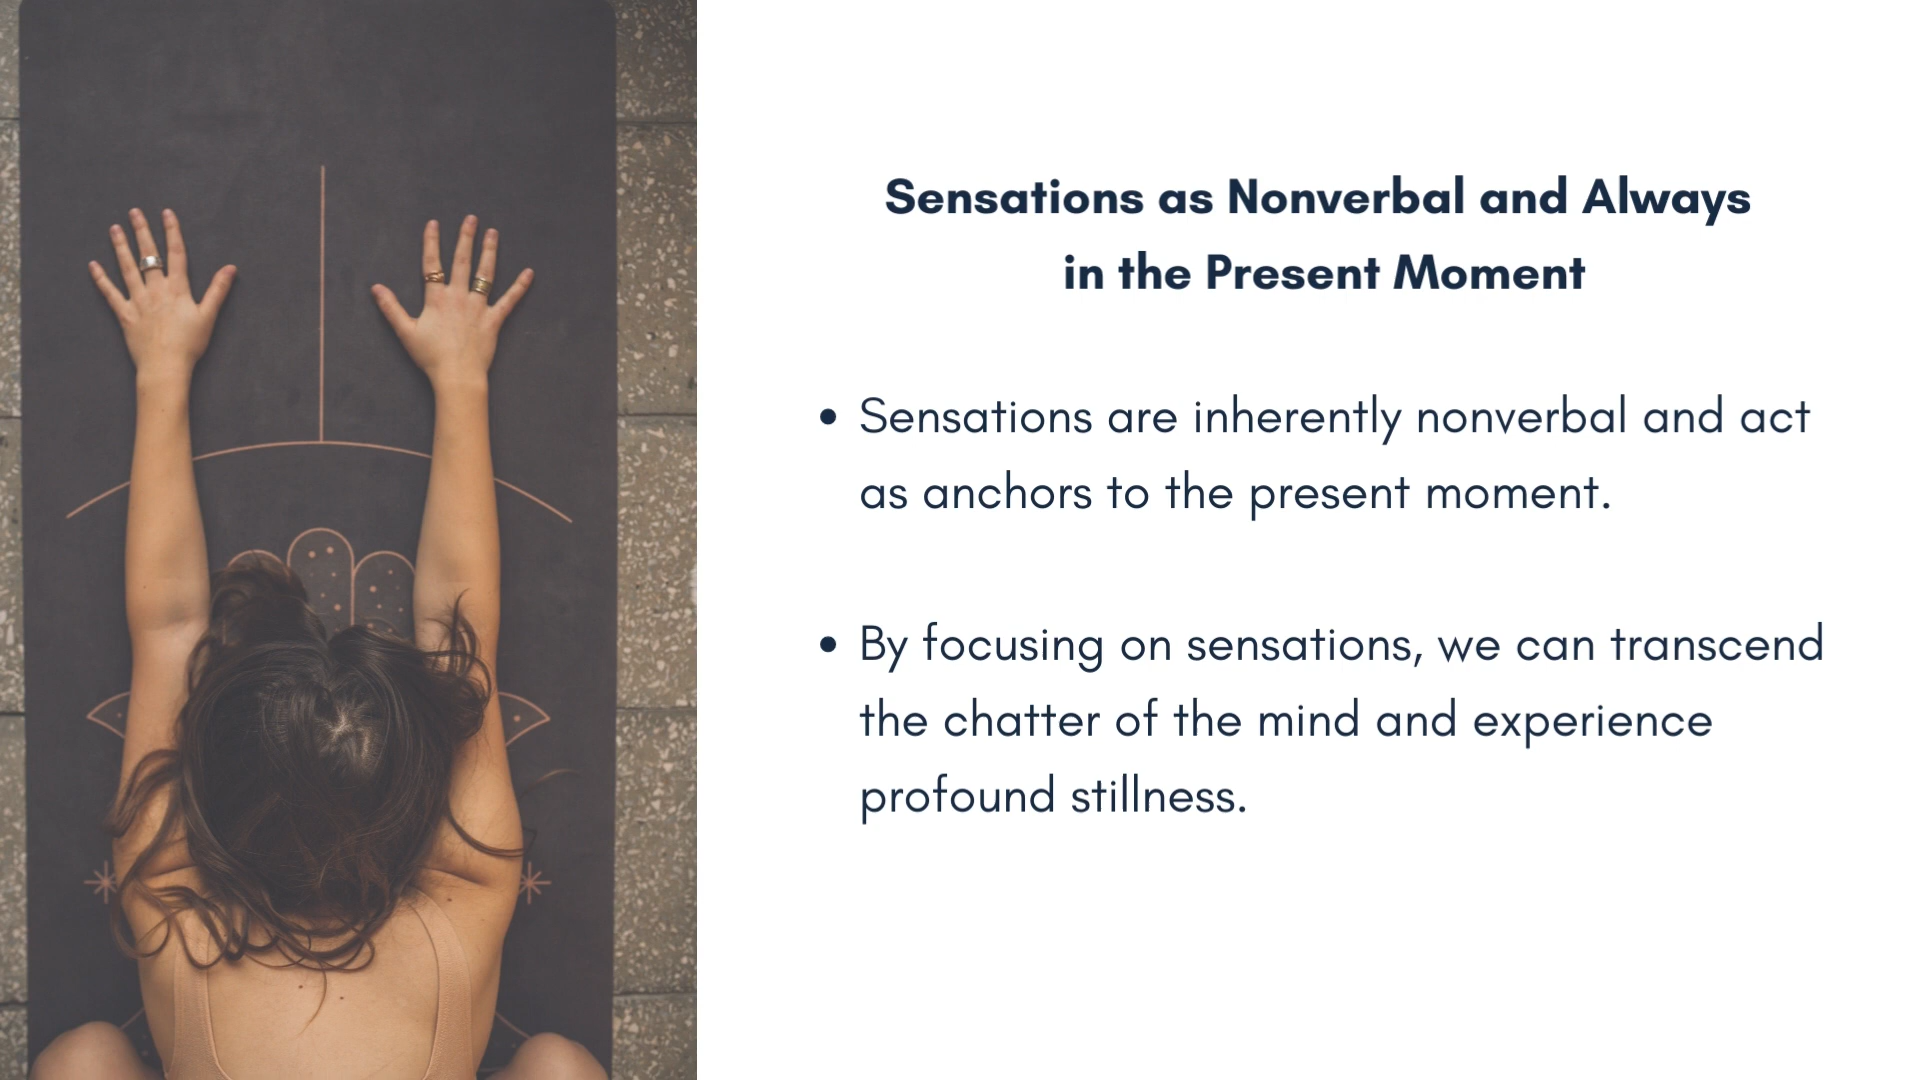 Sensations as Nonverbal and Always
in the Present Moment
• Sensations are inherently nonverbal and act
as anchors to the present moment.
• By focusing on sensations, we can transcend
the chatter of the mind and experience
profound stillness.